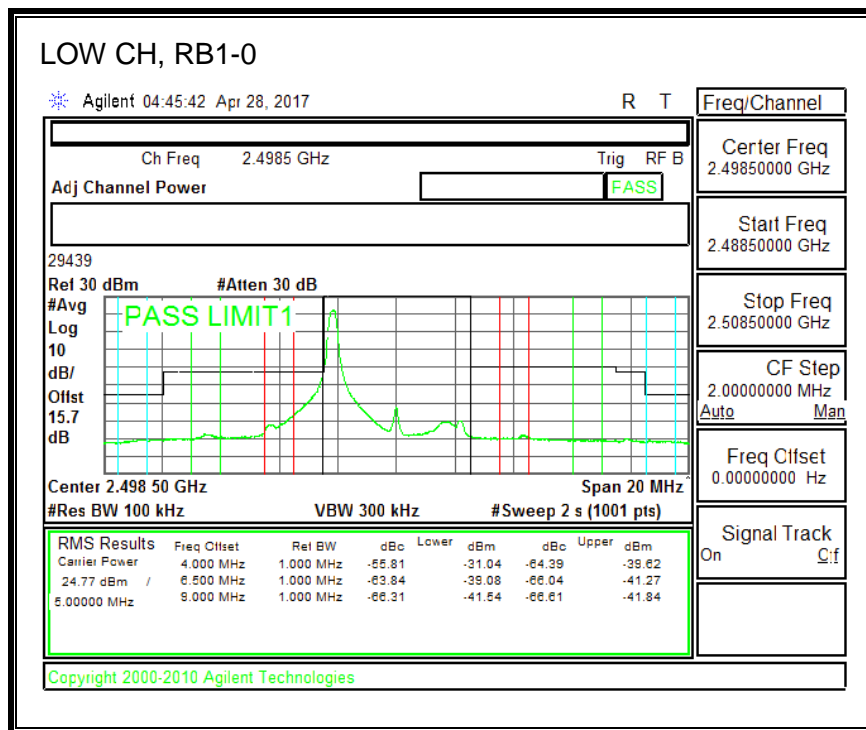 LOW CH, RB1-0
Agilent 04:45:42 Apr 28, 2017 R T
Freq/Channel
Ch Freq 2.4985 GHz Trig RF B
Adj Channel Power PASS
Center Freq
2.49850000 GHz
Start Freq
2.48850000 GHz
Stop Freq
2.50850000 GHz
CF Step
2.00000000 MHz
Auto Man
Freq Offset
0.00000000 Hz
Signal Track
On Off
29439
Ref 30 dBm #Atten 30 dB
#Avg
Log
10
dB/
Offst
15.7
dB
PASS LIMIT1
Center 2.498 50 GHz Span 20 MHz
#Res BW 100 kHz VBW 300 kHz #Sweep 2 s (1001 pts)
RMS Results Freq Offset Ref BW dBc Lower dBm dBc Upper dBm
Carrier Power 4.000 MHz 1.000 MHz -55.81 -31.04 -64.39 -39.62
24.77 dBm / 6.500 MHz 1.000 MHz -63.84 -39.08 -66.04 -41.27
5.00000 MHz 9.000 MHz 1.000 MHz -66.31 -41.54 -66.61 -41.84
Copyright 2000-2010 Agilent Technologies